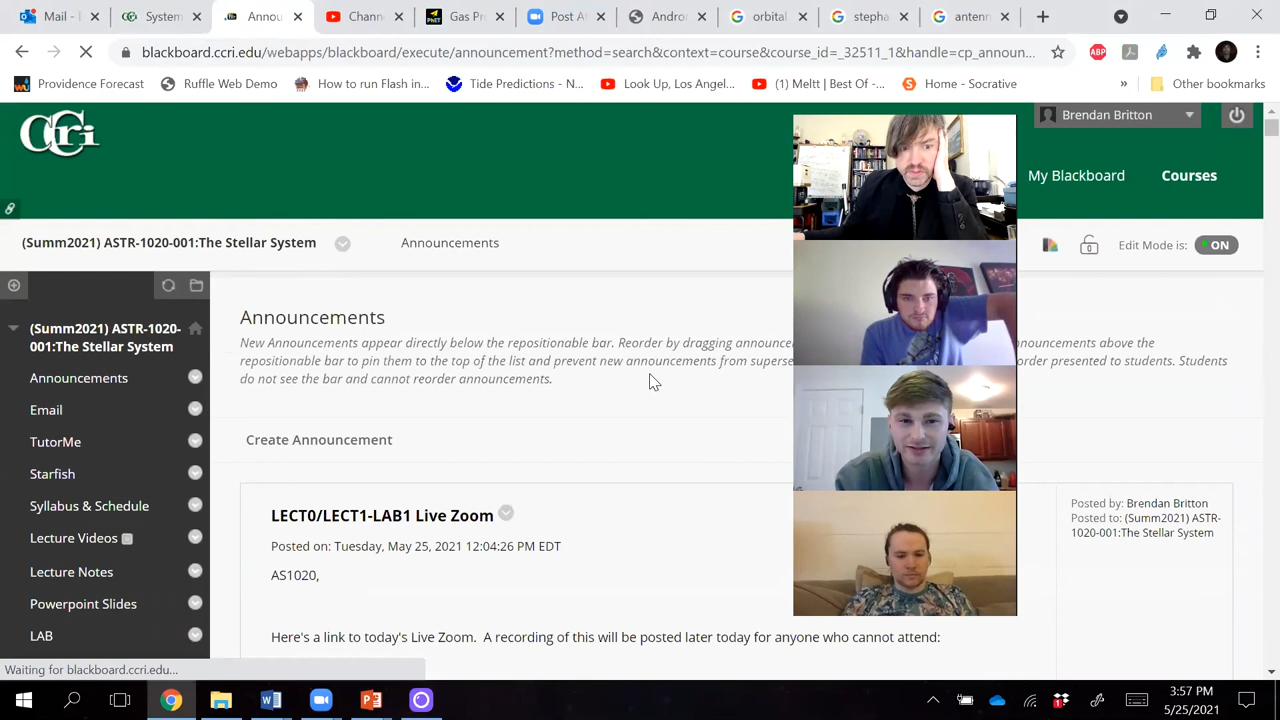 Mail -
System
Annou
Chann
Gas Pr
Post Att
Andro
orbital
stepha
antenn
blackboard.ccri.edu/webapps/blackboard/execute/announcement?method=search&context=course&course_id=_32511_1&handle=cp_announ...
ABP
Providence Forecast
Ruffle Web Demo
How to run Flash in...
Tide Predictions - N...
Look Up, Los Angel...
(1) Meltt | Best Of -...
Home - Socrative
»
Other bookmarks
CCri
Brendan Britton
My Blackboard
Courses
(Summ2021) ASTR-1020-001:The Stellar System
Announcements
Edit Mode is:
ON
(Summ2021) ASTR-1020-
001:The Stellar System
Announcements
Email
TutorMe
Starfish
Syllabus & Schedule
Lecture Videos
Lecture Notes
Powerpoint Slides
LAB
Announcements
New Announcements appear directly below the repositionable bar. Reorder by dragging announce nnouncements above the
repositionable bar to pin them to the top of the list and prevent new announcements from superse order presented to students. Students
do not see the bar and cannot reorder announcements.
Create Announcement
LECT0/LECT1-LAB1 Live Zoom
Posted on: Tuesday, May 25, 2021 12:04:26 PM EDT
AS1020,
Here's a link to today's Live Zoom. A recording of this will be posted later today for anyone who cannot attend:
Posted by: Brendan Britton
Posted to: (Summ2021) ASTR-
1020-001:The Stellar System
Waiting for blackboard.ccri.edu...
3:57 PM
5/25/2021